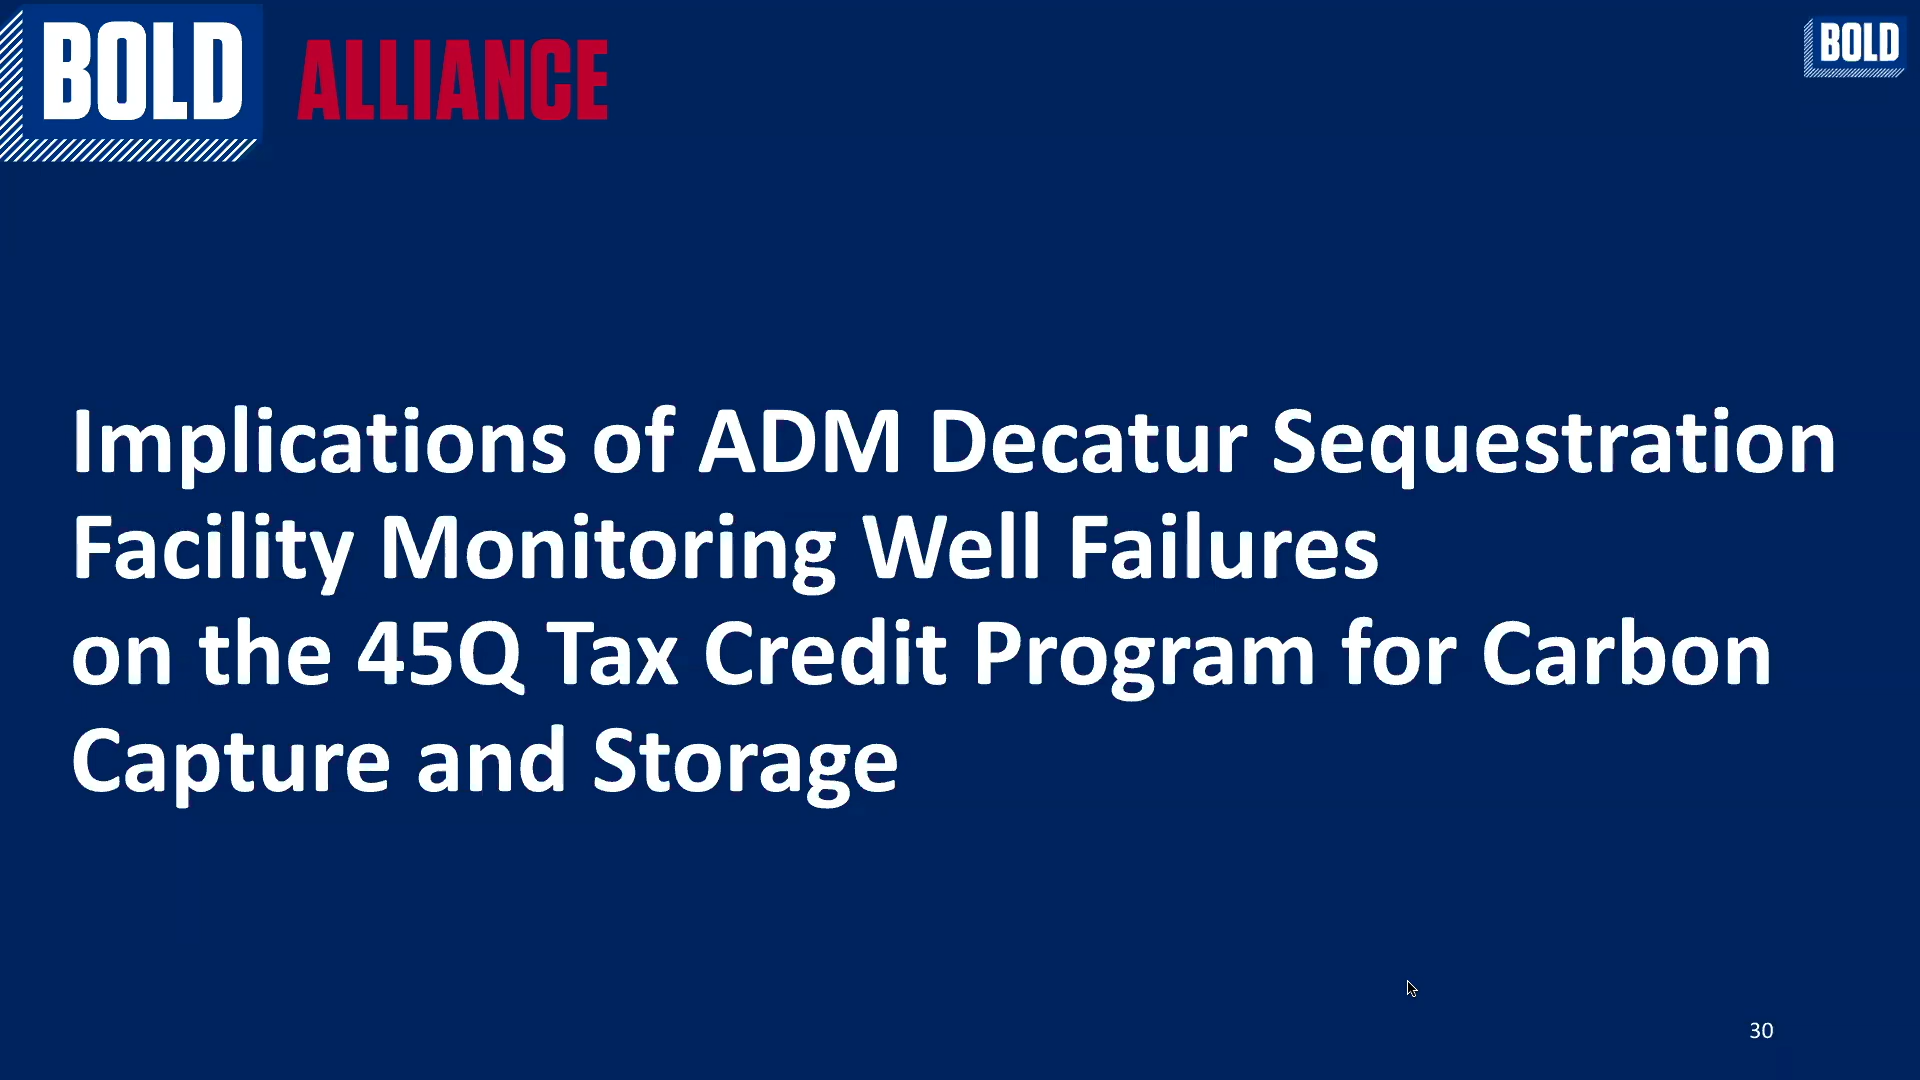 BOLD ALLIANCE
BOLD
Implications of ADM Decatur Sequestration
Facility Monitoring Well Failures
on the 45Q Tax Credit Program for Carbon
Capture and Storage
30